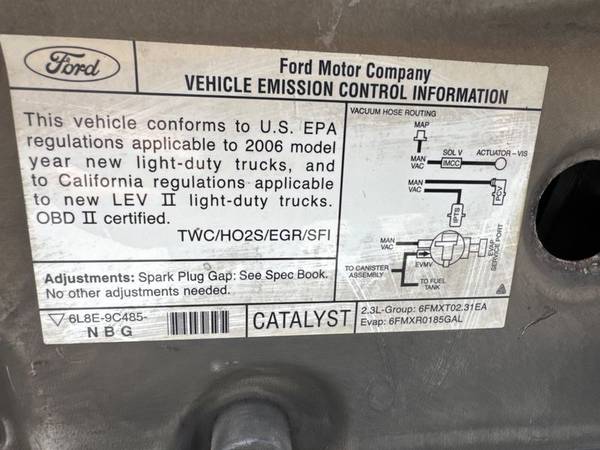 Ford
Ford Motor Company
VEHICLE EMISSION CONTROL INFORMATION
This vehicle conforms to U.S. EPA
regulations applicable to 2006 model
year new light-duty trucks, and
to California regulations applicable
to new LEV II light-duty trucks.
OBD II certified.
TWC/HO2S/EGR/SFI
Adjustments: Spark Plug Gap: See Spec Book.
No other adjustments needed.
VACUUM HOSE ROUTING
MAP
MAN
VAC
SOL V
IMCC
ACTUATOR-VIS
MAN
VAC
PCV
IPTS
MAN
VAC
EVMV
EVAP
SERVICE PORT
TO CANISTER
ASSEMBLY
TO FUEL
TANK
6L8E-9C485-
NBG
CATALYST
2.3L-Group: 6FMXT02.31EA
Evap: 6FMXR0185GAL